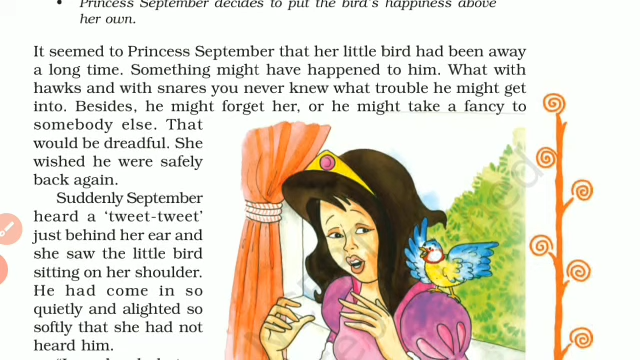 • Princess September decides to put the bird's happiness above
her own.
It seemed to Princess September that her little bird had been away
a long time. Something might have happened to him. What with
hawks and with snares you never knew what trouble he might get
into. Besides, he might forget her, or he might take a fancy to
somebody else. That
would be dreadful. She
wished he were safely
back again.
Suddenly September
heard a 'tweet-tweet'
just behind her ear and
she saw the little bird
sitting on her shoulder.
He had come in so
quietly and alighted so
softly that she had not
heard him.